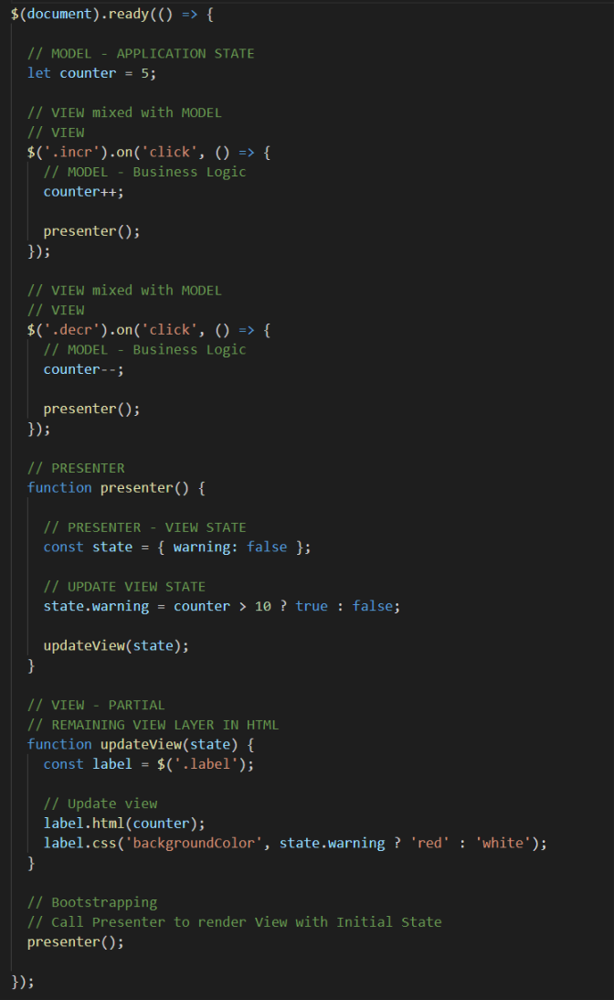 $(document).ready(() => {
// MODEL - APPLICATION STATE
let counter = 5;
// VIEW mixed with MODEL
// VIEW
$('.incr').on('click', () => {
// MODEL - Business Logic
counter++;
presenter();
});
// VIEW mixed with MODEL
// VIEW
$('.decr').on('click', () => {
// MODEL - Business Logic
counter--;
presenter();
});
// PRESENTER
function presenter() {
// PRESENTER - VIEW STATE
const state = { warning: false };
// UPDATE VIEW STATE
state.warning = counter > 10 ? true : false;
updateView(state);
}
// VIEW - PARTIAL
// REMAINING VIEW LAYER IN HTML
function updateView(state) {
const label = $('.label');
// Update view
label.html(counter);
label.css('backgroundColor', state.warning ? 'red' : 'white');
}
// Bootstrapping
// Call Presenter to render View with Initial State
presenter();
});